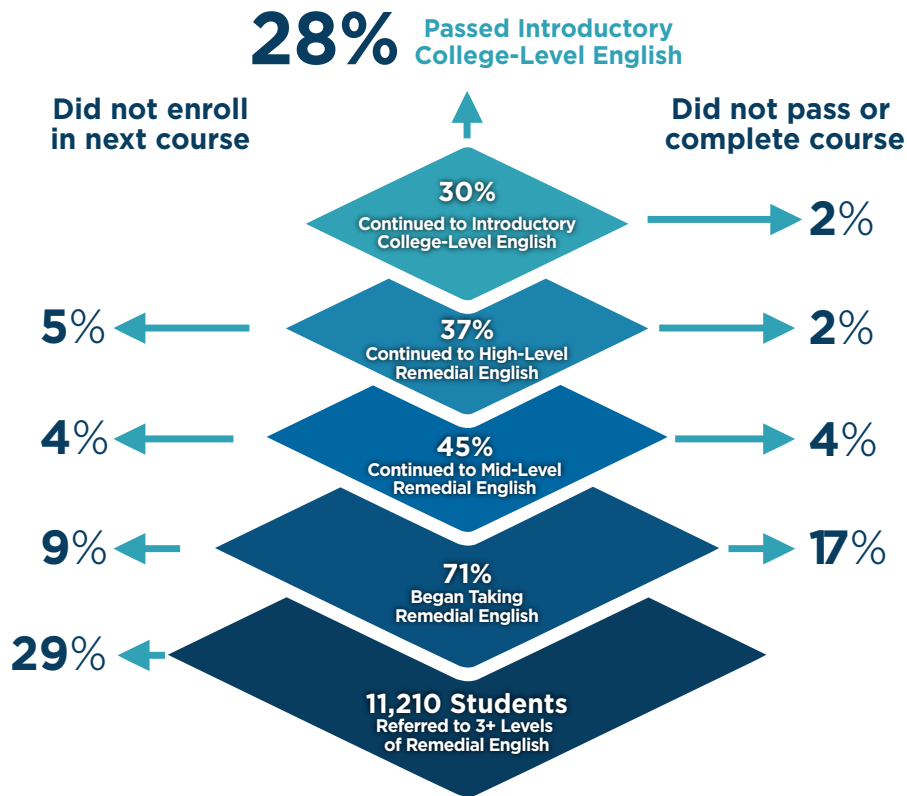 28% Passed Introductory
College-Level English
Did not enroll
in next course
Did not pass or
complete course
30%
Continued to Introductory
College-Level English
2%
5%
37%
Continued to High-Level
Remedial English
2%
4%
45%
Continued to Mid-Level
Remedial English
4%
9%
71%
Began Taking
Remedial English
17%
29%
11,210 Students
Referred to 3+ Levels
of Remedial English